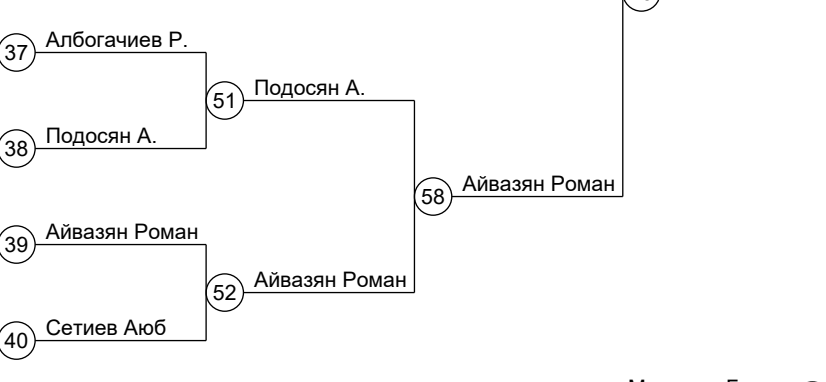 37 Албогачиев Р.
51 Подосян А.
38 Подосян А.
58 Айвазян Роман
39 Айвазян Роман
52 Айвазян Роман
40 Сетиев Аюб